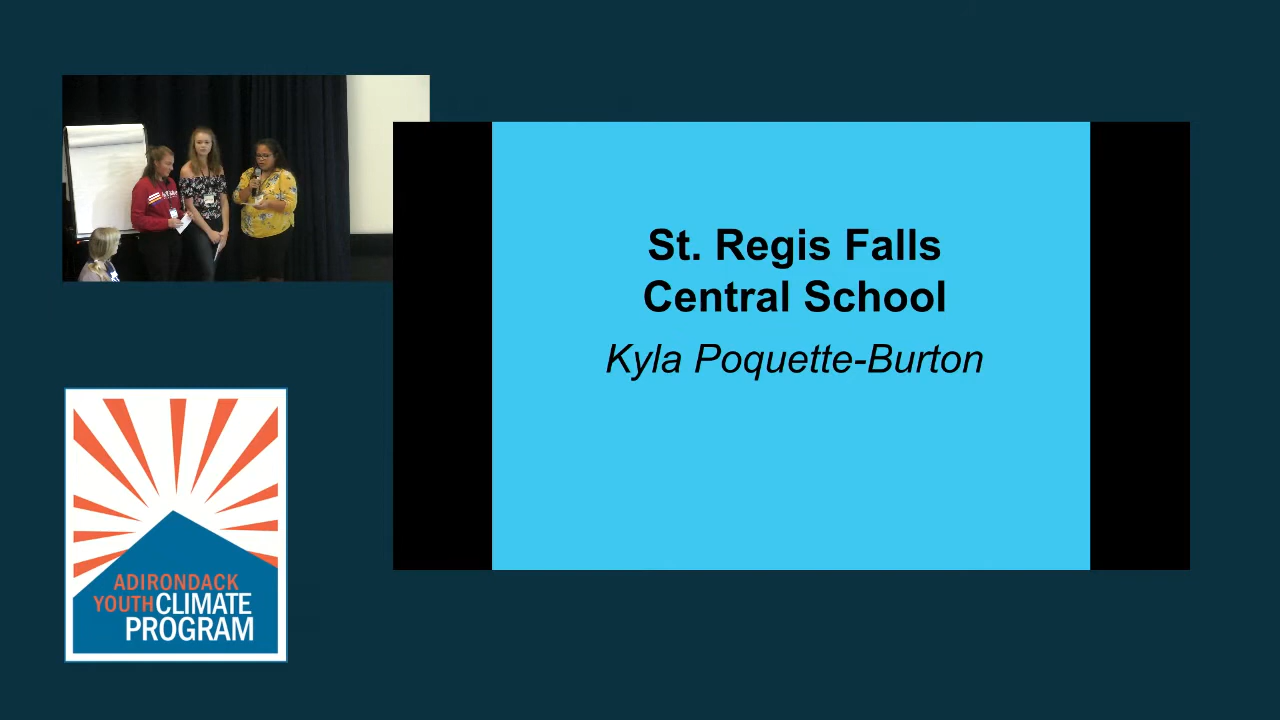 St. Regis Falls
Central School
Kyla Poquette-Burton
ADIRONDACK
YOUTH CLIMATE
PROGRAM